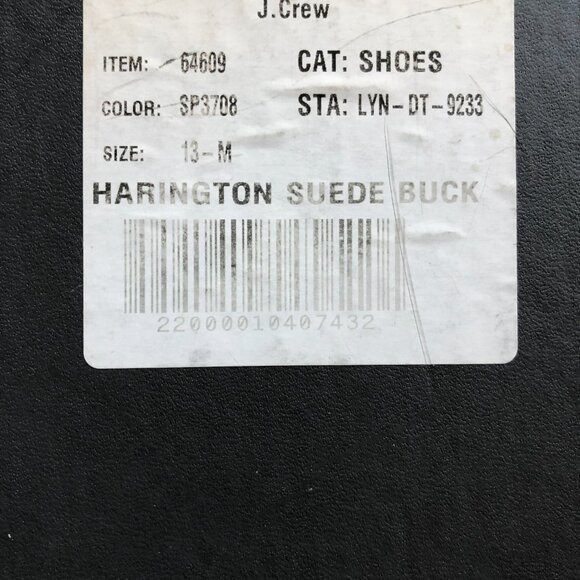 J.Crew
ITEM: 64609 CAT: SHOES
COLOR: SP3708 STA: LYN-DT-9233
SIZE: 13-M
HARINGTON SUEDE BUCK
22000010407432